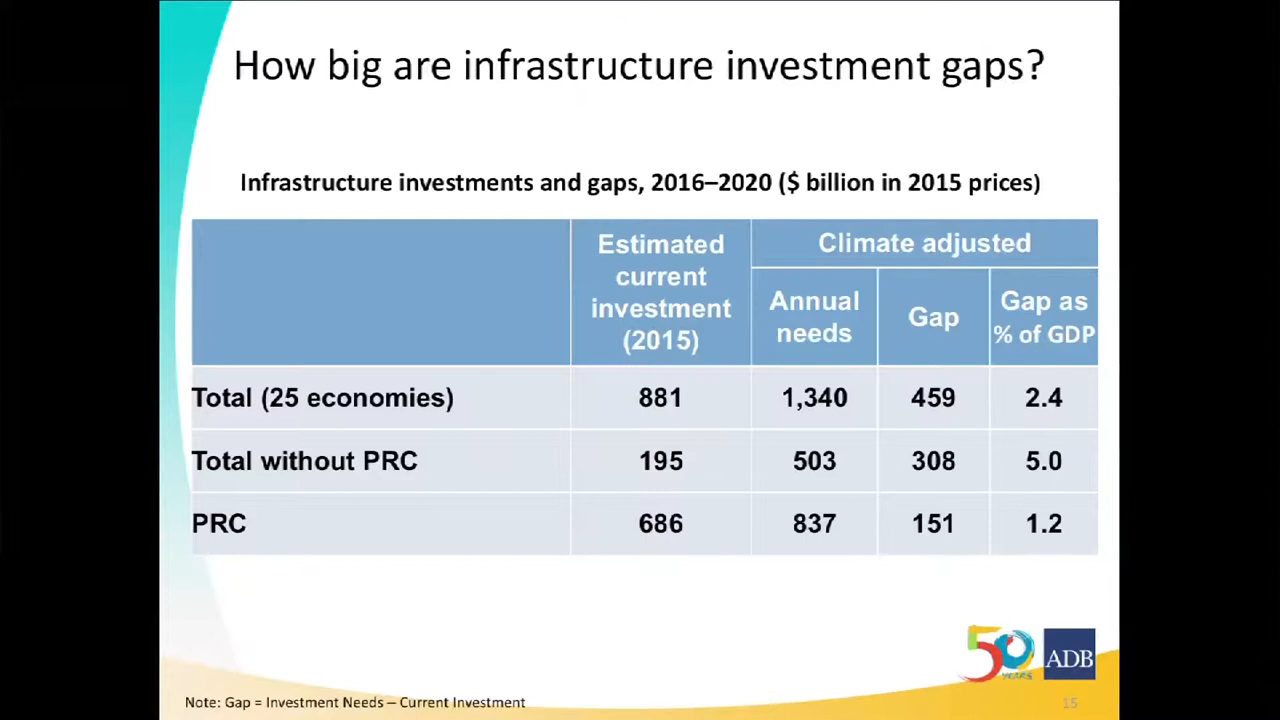 How big are infrastructure investment gaps?
Infrastructure investments and gaps, 2016–2020 ($ billion in 2015 prices)
Estimated current investment (2015)
Climate adjusted
Annual needs
Gap
Gap as % of GDP
Total (25 economies) 881 1,340 459 2.4
Total without PRC 195 503 308 5.0
PRC 686 837 151 1.2
50
YEARS
ADB
Note: Gap = Investment Needs – Current Investment
15